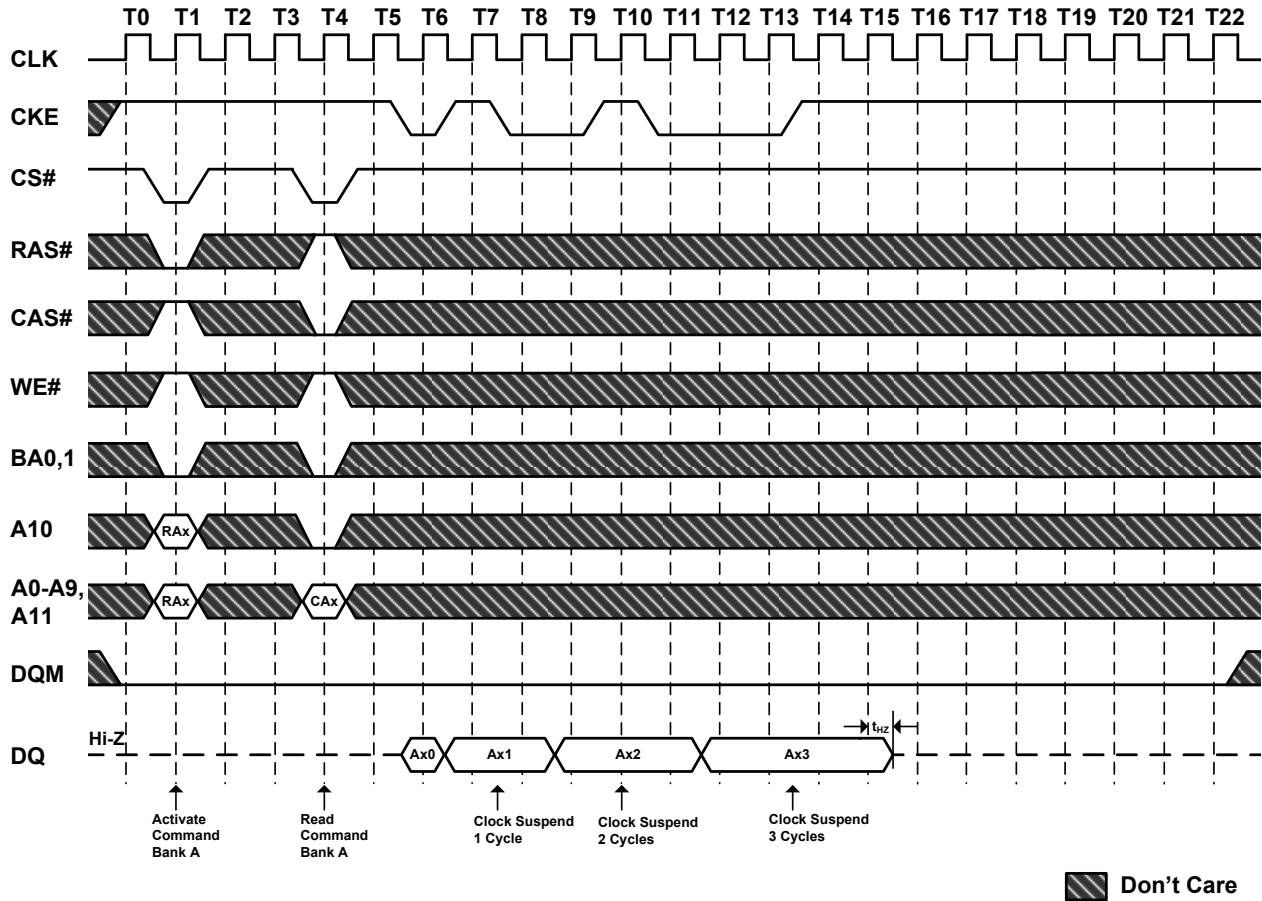 T0 T1 T2 T3 T4 T5 T6 T7 T8 T9 T10 T11 T12 T13 T14 T15 T16 T17 T18 T19 T20 T21 T22
CLK
CKE
CS#
RAS#
CAS#
WE#
BA0,1
A10
RAx
A0-A9,
A11
RAx
CAx
DQM
DQ
Hi-Z
Ax0
Ax1
Ax2
Ax3
tHZ
Activate
Command
Bank A
Read
Command
Bank A
Clock Suspend
1 Cycle
Clock Suspend
2 Cycles
Clock Suspend
3 Cycles
Don't Care